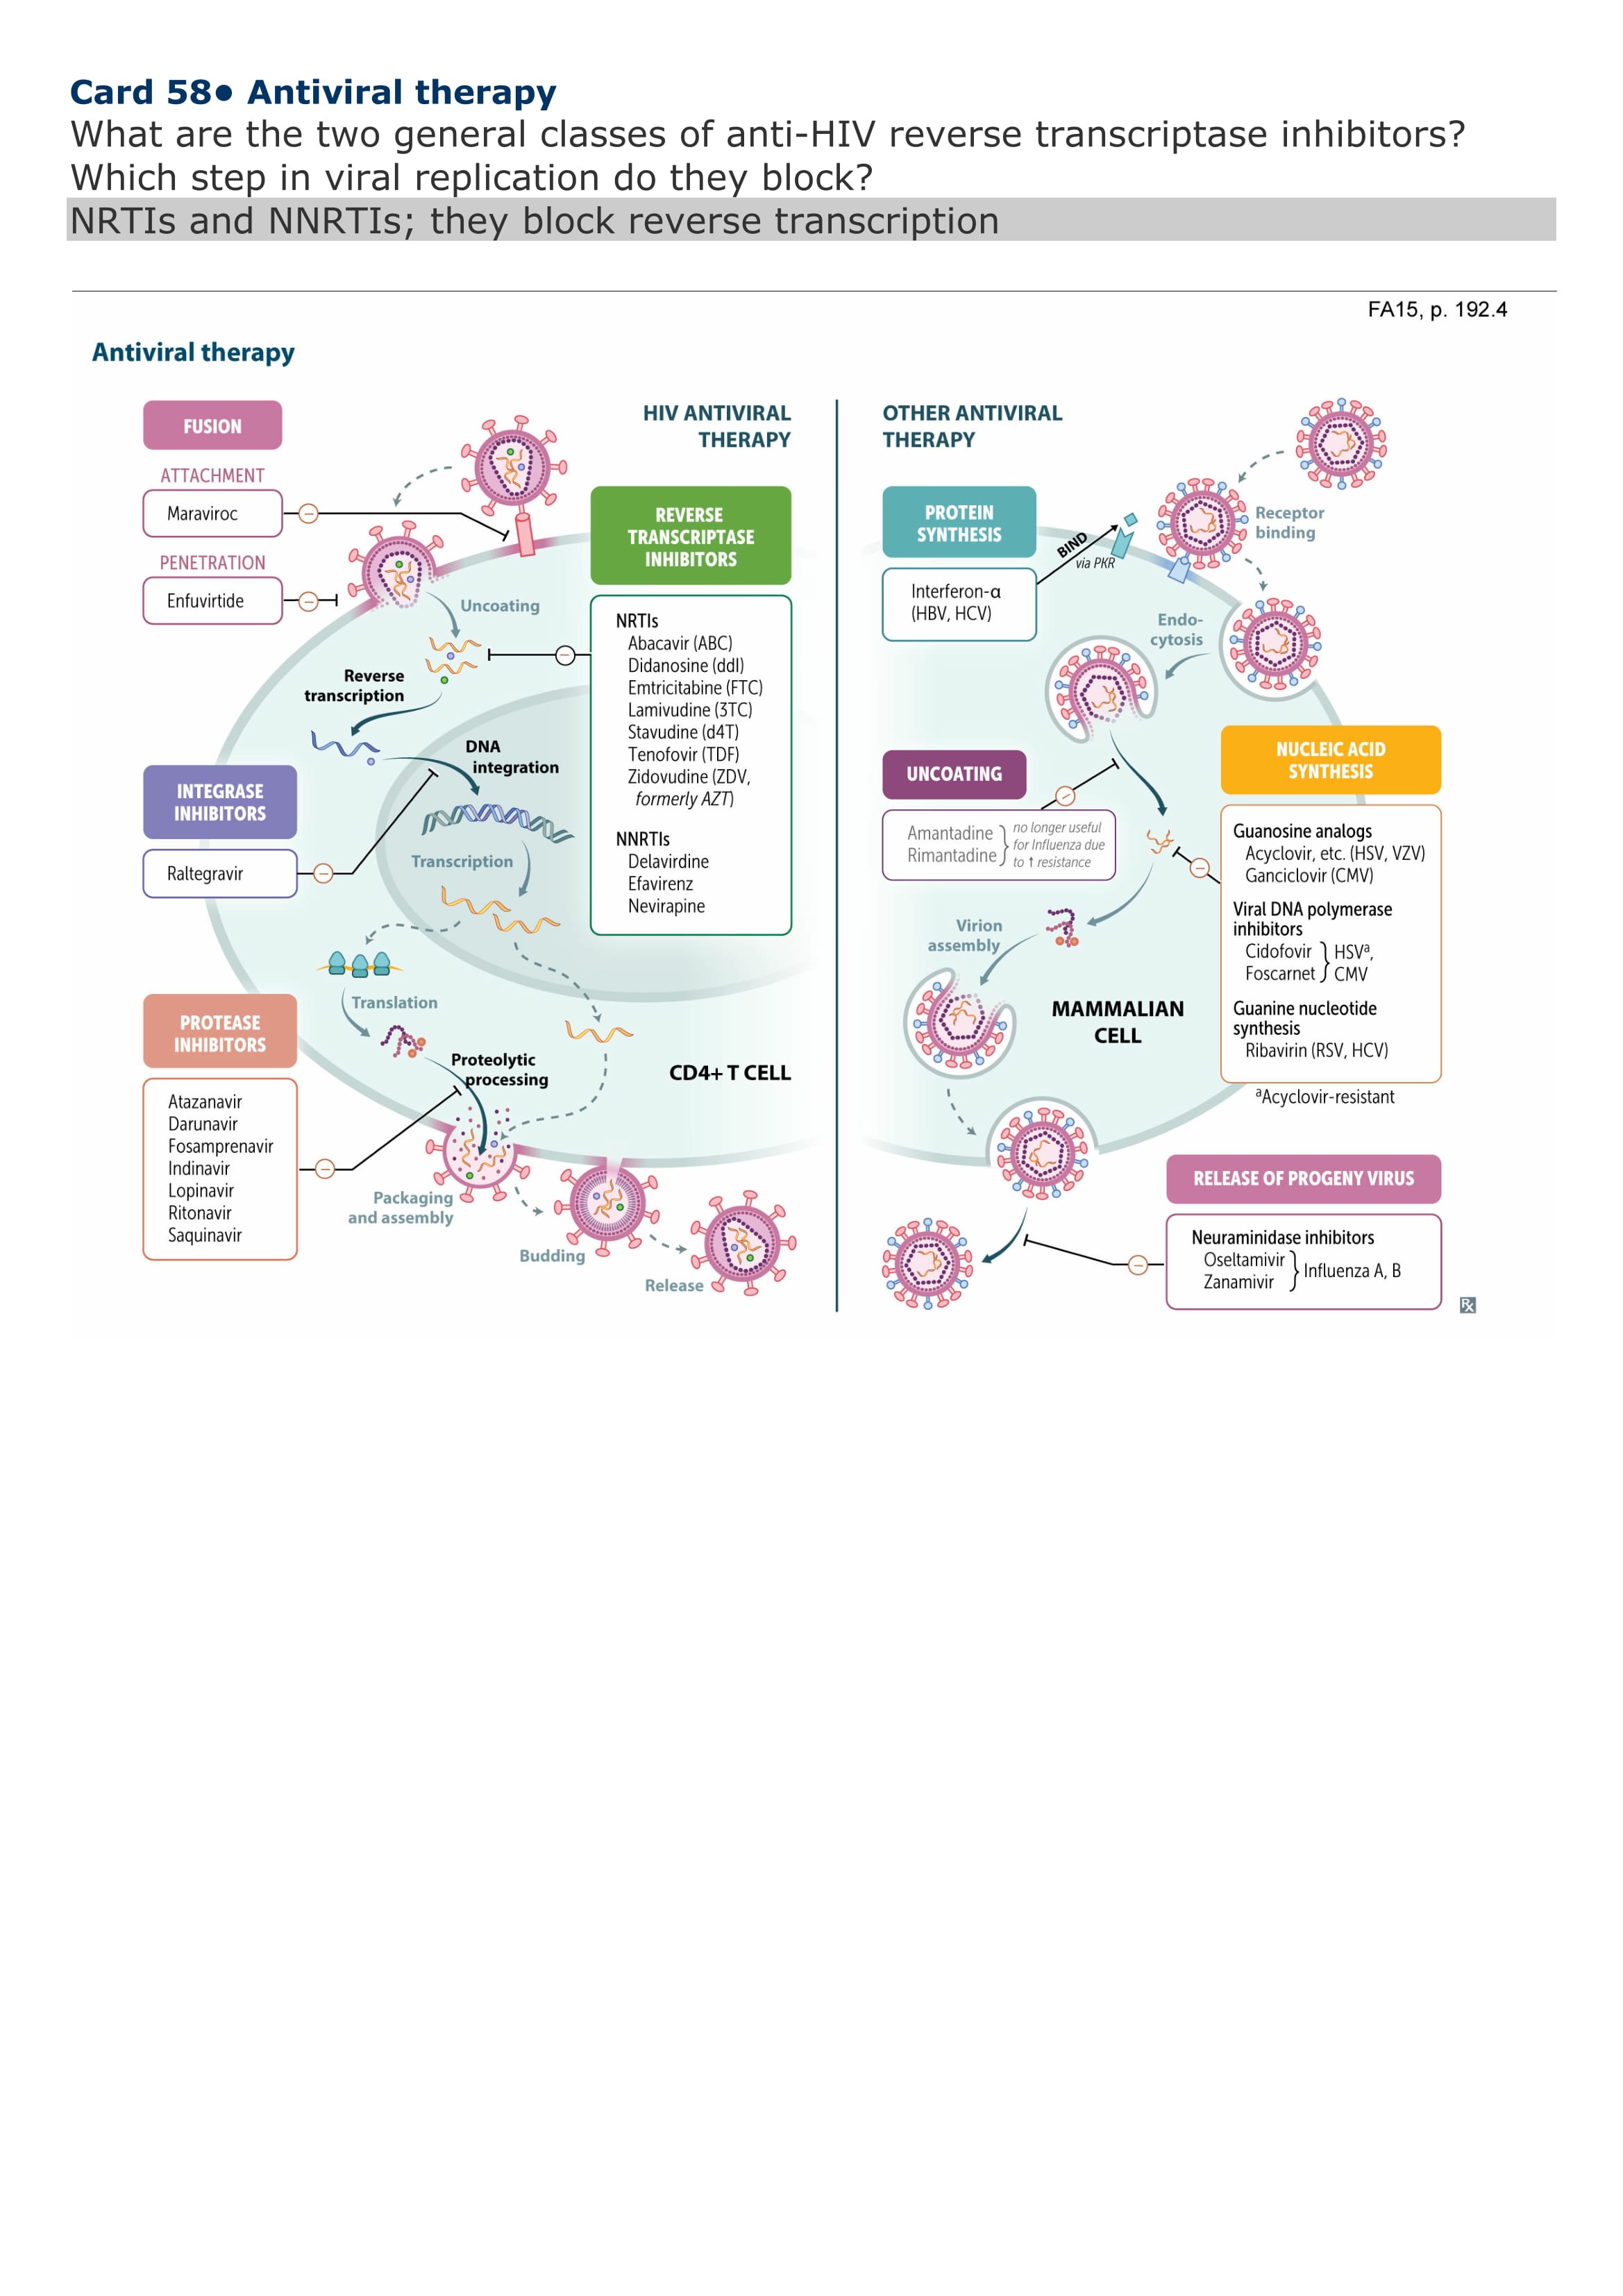 Card 58• Antiviral therapy
What are the two general classes of anti-HIV reverse transcriptase inhibitors?
Which step in viral replication do they block?
NRTIs and NNRTIs; they block reverse transcription
FA15, p. 192.4
Antiviral therapy
FUSION
ATTACHMENT
Maraviroc
PENETRATION
Enfuvirtide
HIV ANTIVIRAL
THERAPY
REVERSE
TRANSCRIPTASE
INHIBITORS
NRTIs
Abacavir (ABC)
Didanosine (ddI)
Emtricitabine (FTC)
Lamivudine (3TC)
Stavudine (d4T)
Tenofovir (TDF)
Zidovudine (ZDV,
formerly AZT)
NNRTIs
Delavirdine
Efavirenz
Nevirapine
Uncoating
Reverse
transcription
DNA
integration
INTEGRASE
INHIBITORS
Raltegravir
Transcription
Translation
PROTEASE
INHIBITORS
Atazanavir
Darunavir
Fosamprenavir
Indinavir
Lopinavir
Ritonavir
Saquinavir
Proteolytic
processing
CD4+ T CELL
Packaging
and assembly
Budding
Release
OTHER ANTIVIRAL
THERAPY
PROTEIN
SYNTHESIS
Interferon-α
(HBV, HCV)
BIND
via PKR
Receptor
binding
Endo-
cytosis
UNCOATING
Amantadine
Rimantadine
no longer useful
for Influenza due
to ↑ resistance
NUCLEIC ACID
SYNTHESIS
Guanosine analogs
Acyclovir, etc. (HSV, VZV)
Ganciclovir (CMV)
Viral DNA polymerase
inhibitors
Cidofovir
Foscarnet
HSVᵃ,
CMV
Guanine nucleotide
synthesis
Ribavirin (RSV, HCV)
ᵃAcyclovir-resistant
Virion
assembly
MAMMALIAN
CELL
RELEASE OF PROGENY VIRUS
Neuraminidase inhibitors
Oseltamivir
Zanamivir
Influenza A, B
℞